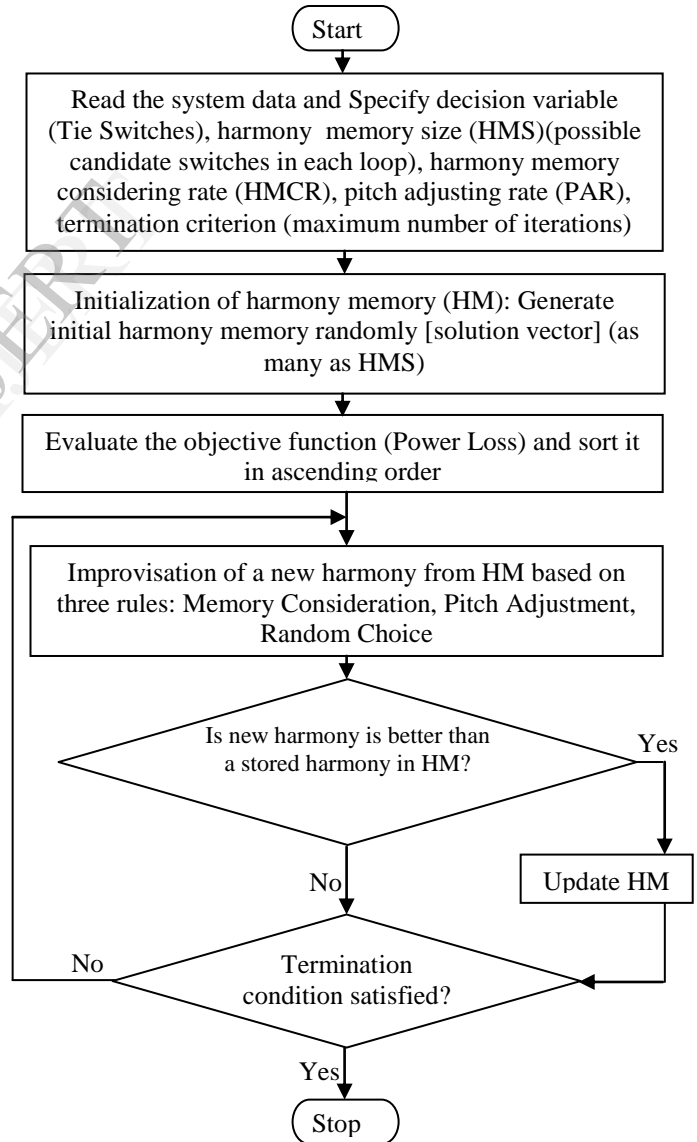 Start
Read the system data and Specify decision variable
(Tie Switches), harmony memory size (HMS)(possible
candidate switches in each loop), harmony memory
considering rate (HMCR), pitch adjusting rate (PAR),
termination criterion (maximum number of iterations)
Initialization of harmony memory (HM): Generate
initial harmony memory randomly [solution vector] (as
many as HMS)
Evaluate the objective function (Power Loss) and sort it
in ascending order
Improvisation of a new harmony from HM based on
three rules: Memory Consideration, Pitch Adjustment,
Random Choice
Is new harmony is better than
a stored harmony in HM?
Yes
No
Update HM
No
Termination
condition satisfied?
Yes
Stop